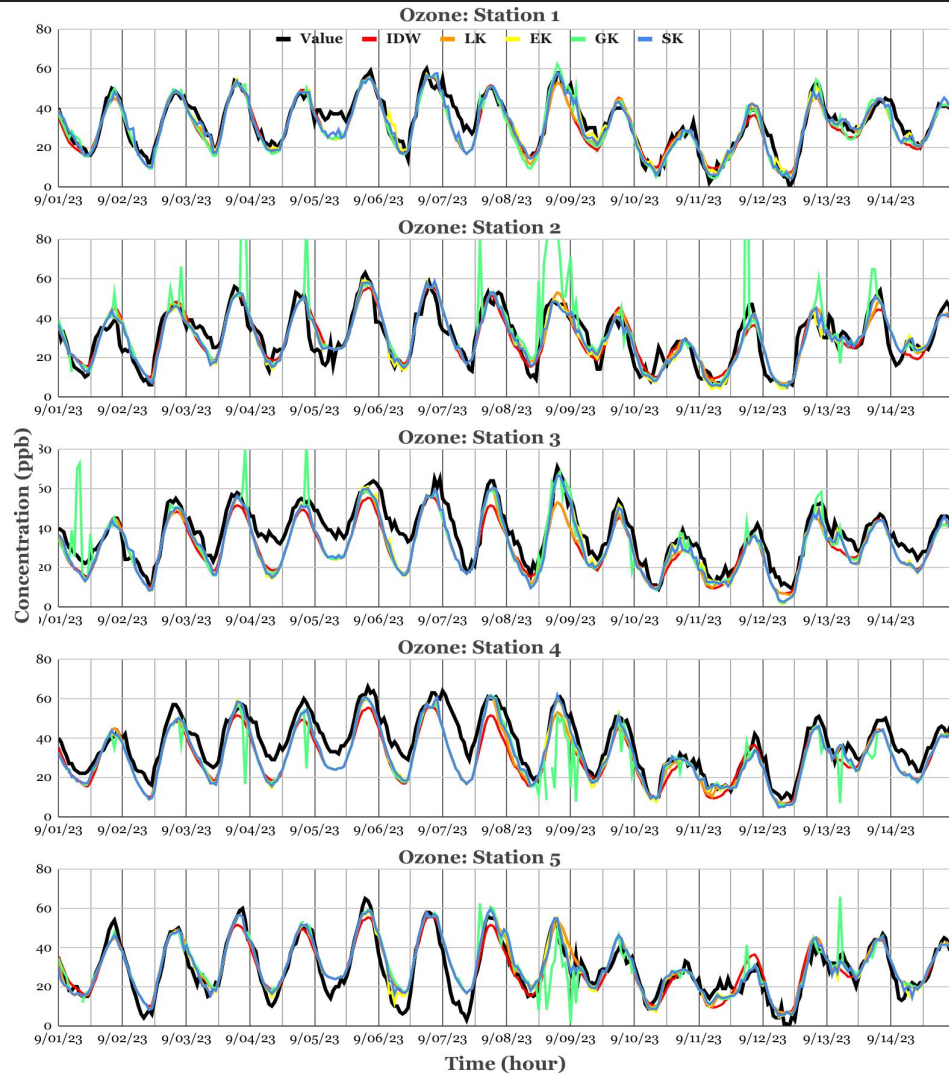 Ozone: Station 1
Value IDW LK EK GK SK
80
60
40
20
0
9/01/23 9/02/23 9/03/23 9/04/23 9/05/23 9/06/23 9/07/23 9/08/23 9/09/23 9/10/23 9/11/23 9/12/23 9/13/23 9/14/23
Ozone: Station 2
80
60
40
20
0
9/01/23 9/02/23 9/03/23 9/04/23 9/05/23 9/06/23 9/07/23 9/08/23 9/09/23 9/10/23 9/11/23 9/12/23 9/13/23 9/14/23
Concentration (ppb)
Ozone: Station 3
80
60
40
20
0
9/01/23 9/02/23 9/03/23 9/04/23 9/05/23 9/06/23 9/07/23 9/08/23 9/09/23 9/10/23 9/11/23 9/12/23 9/13/23 9/14/23
Ozone: Station 4
80
60
40
20
0
9/01/23 9/02/23 9/03/23 9/04/23 9/05/23 9/06/23 9/07/23 9/08/23 9/09/23 9/10/23 9/11/23 9/12/23 9/13/23 9/14/23
Ozone: Station 5
80
60
40
20
0
9/01/23 9/02/23 9/03/23 9/04/23 9/05/23 9/06/23 9/07/23 9/08/23 9/09/23 9/10/23 9/11/23 9/12/23 9/13/23 9/14/23
Time (hour)